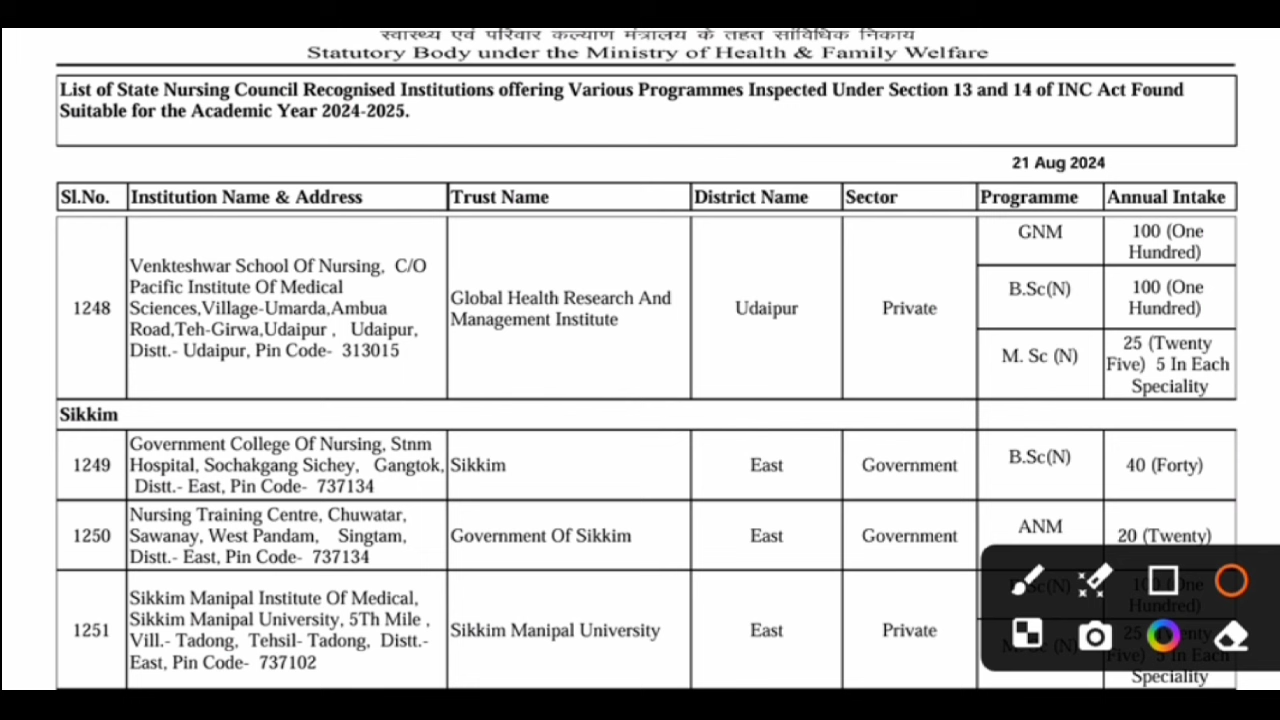 स्वास्थ्य एवं परिवार कल्याण मंत्रालय के तहत सांविधिक निकाय
Statutory Body under the Ministry of Health & Family Welfare
List of State Nursing Council Recognised Institutions offering Various Programmes Inspected Under Section 13 and 14 of INC Act Found
Suitable for the Academic Year 2024-2025.
21 Aug 2024
Sl.No. Institution Name & Address Trust Name District Name Sector Programme Annual Intake
1248
Venkteshwar School Of Nursing, C/O
Pacific Institute Of Medical
Sciences,Village-Umarda,Ambua
Road,Teh-Girwa,Udaipur , Udaipur,
Distt.- Udaipur, Pin Code- 313015
Global Health Research And
Management Institute
Udaipur
Private
GNM
100 (One
Hundred)
B.Sc(N)
100 (One
Hundred)
M. Sc (N)
25 (Twenty
Five) 5 In Each
Speciality
Sikkim
1249
Government College Of Nursing, Stnm
Hospital, Sochakgang Sichey, Gangtok,
Distt.- East, Pin Code- 737134
Sikkim
East
Government
B.Sc(N)
40 (Forty)
1250
Nursing Training Centre, Chuwatar,
Sawanay, West Pandam, Singtam,
Distt.- East, Pin Code- 737134
Government Of Sikkim
East
Government
ANM
20 (Twenty)
1251
Sikkim Manipal Institute Of Medical,
Sikkim Manipal University, 5Th Mile ,
Vill.- Tadong, Tehsil- Tadong, Distt.-
East, Pin Code- 737102
Sikkim Manipal University
East
Private
Hundred)
Speciality